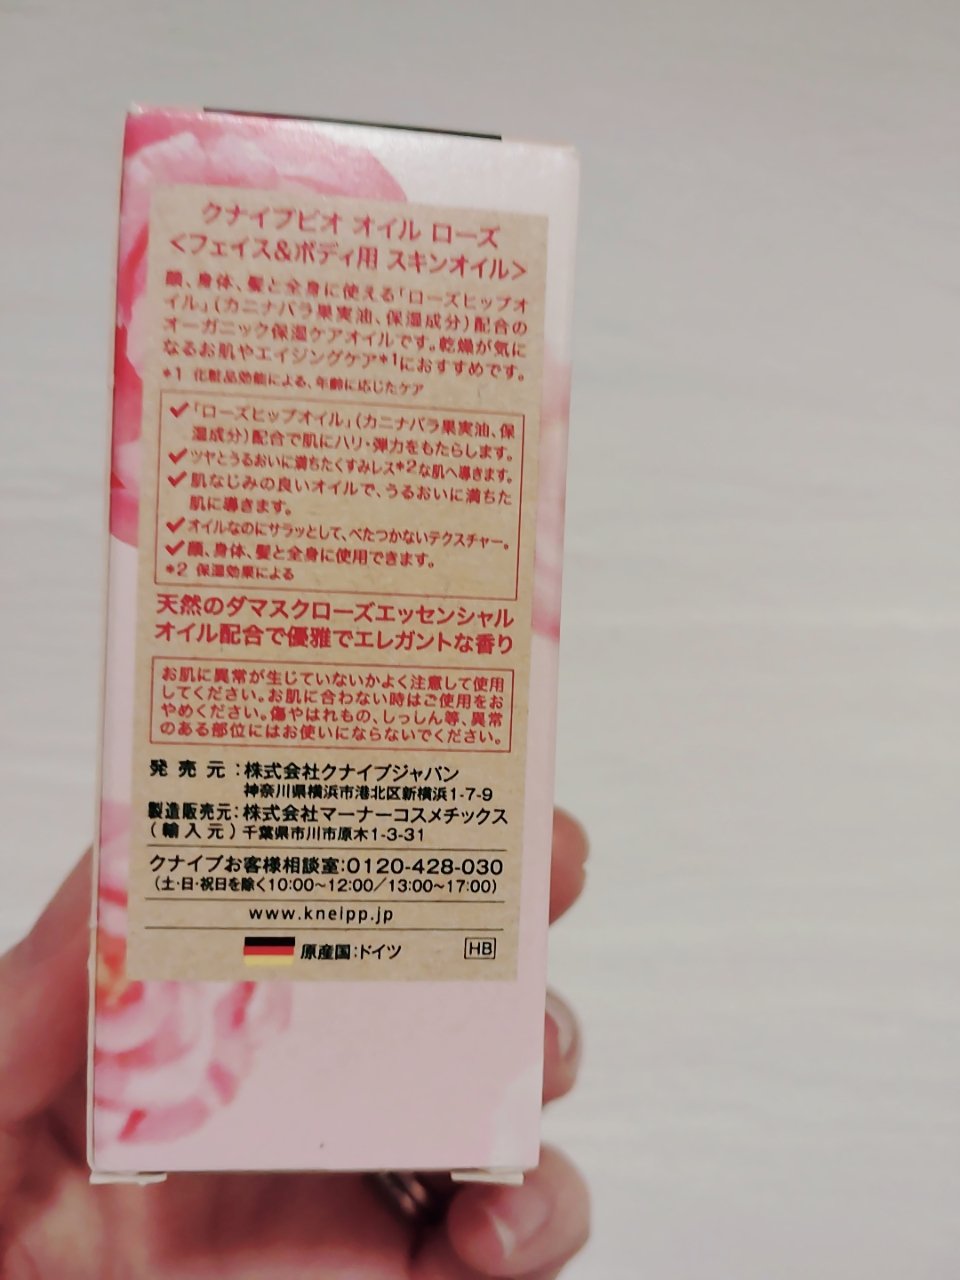 クナイプビオ オイル ローズ
<フェイス&ボディ用 スキンオイル>
顔、身体、髪と全身に使える「ローズヒップオ
イル」(カニナバラ果実油、保湿成分)配合の
オーガニック保湿ケアオイルです。乾燥が気に
なるお肌やエイジングケア*1におすすめです。
*1 化粧品効能による、年齢に応じたケア
✓「ローズヒップオイル」(カニナバラ果実油、保
湿成分)配合で肌にハリ・弾力をもたらします。
✓ツヤとうるおいに満ちたくすみレス*2な肌へ導きます。
✓肌なじみの良いオイルで、うるおいに満ちた
肌に導きます。
✓オイルなのにサラッとして、べたつかないテクスチャー。
✓顔、身体、髪と全身に使用できます。
*2 保湿効果による
天然のダマスクローズエッセンシャル
オイル配合で優雅でエレガントな香り
お肌に異常が生じていないかよく注意して使用
してください。お肌に合わない時はご使用をお
やめください。傷やはれもの、しっしん等、異常
のある部位にはお使いにならないでください。
発売元:株式会社クナイプジャパン
神奈川県横浜市港北区新横浜1-7-9
製造販売元:株式会社マーナーコスメチックス
(輸入元)千葉県市川市原木1-3-31
クナイプお客様相談室:0120-428-030
(土・日・祝日を除く10:00~12:00/13:00~17:00)
www.kneipp.jp
原産国:ドイツ HB